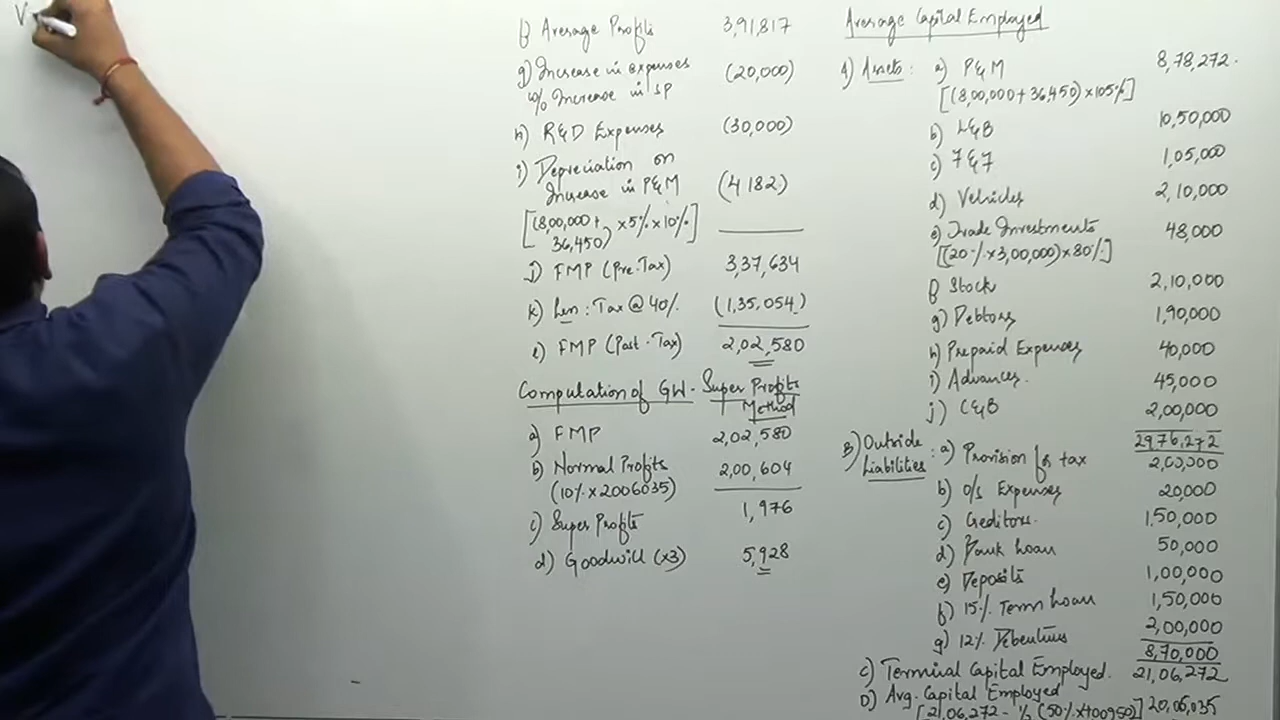 V
f) Average Profits 3,91,817
g) Increase in expenses (20,000)
w/o Increase in SP
h) R&D Expenses (30,000)
i) Depreciation on
Increase in P&M (4182)
[(8,00,000+ ×5%×10%]
36,450)
j) FMP (Pre-Tax) 3,37,634
k) Less: Tax @ 40% (1,35,054)
l) FMP (Post-Tax) 2,02,580
Computation of GW - Super Profits
Method
a) FMP 2,02,580
b) Normal Profits 2,00,604
(10%×2006035)
c) Super Profits 1,976
d) Goodwill (×3) 5,928
Average Capital Employed
A) Assets: a) P&M 8,78,272.
[(8,00,000+36,450)×105%]
b) L&B 10,50,000
c) F&F 1,05,000
d) Vehicles 2,10,000
e) Trade Investments 48,000
[(20%×3,00,000)×80%]
f) Stock 2,10,000
g) Debtors 1,90,000
h) Prepaid Expenses 40,000
i) Advances. 45,000
j) C&B 2,00,000
2976,272
B) Outside
Liabilities: a) Provision for tax 2,00,000
b) o/s Expenses 20,000
c) Creditors. 1,50,000
d) Bank Loan 50,000
e) Deposits 1,00,000
f) 15% Term Loan 1,50,000
g) 12% Debentures 2,00,000
8,70,000
C) Terminal Capital Employed. 21,06,272
D) Avg. Capital Employed 20,06,035
[21,06,272 - ½ (50%×400950)]